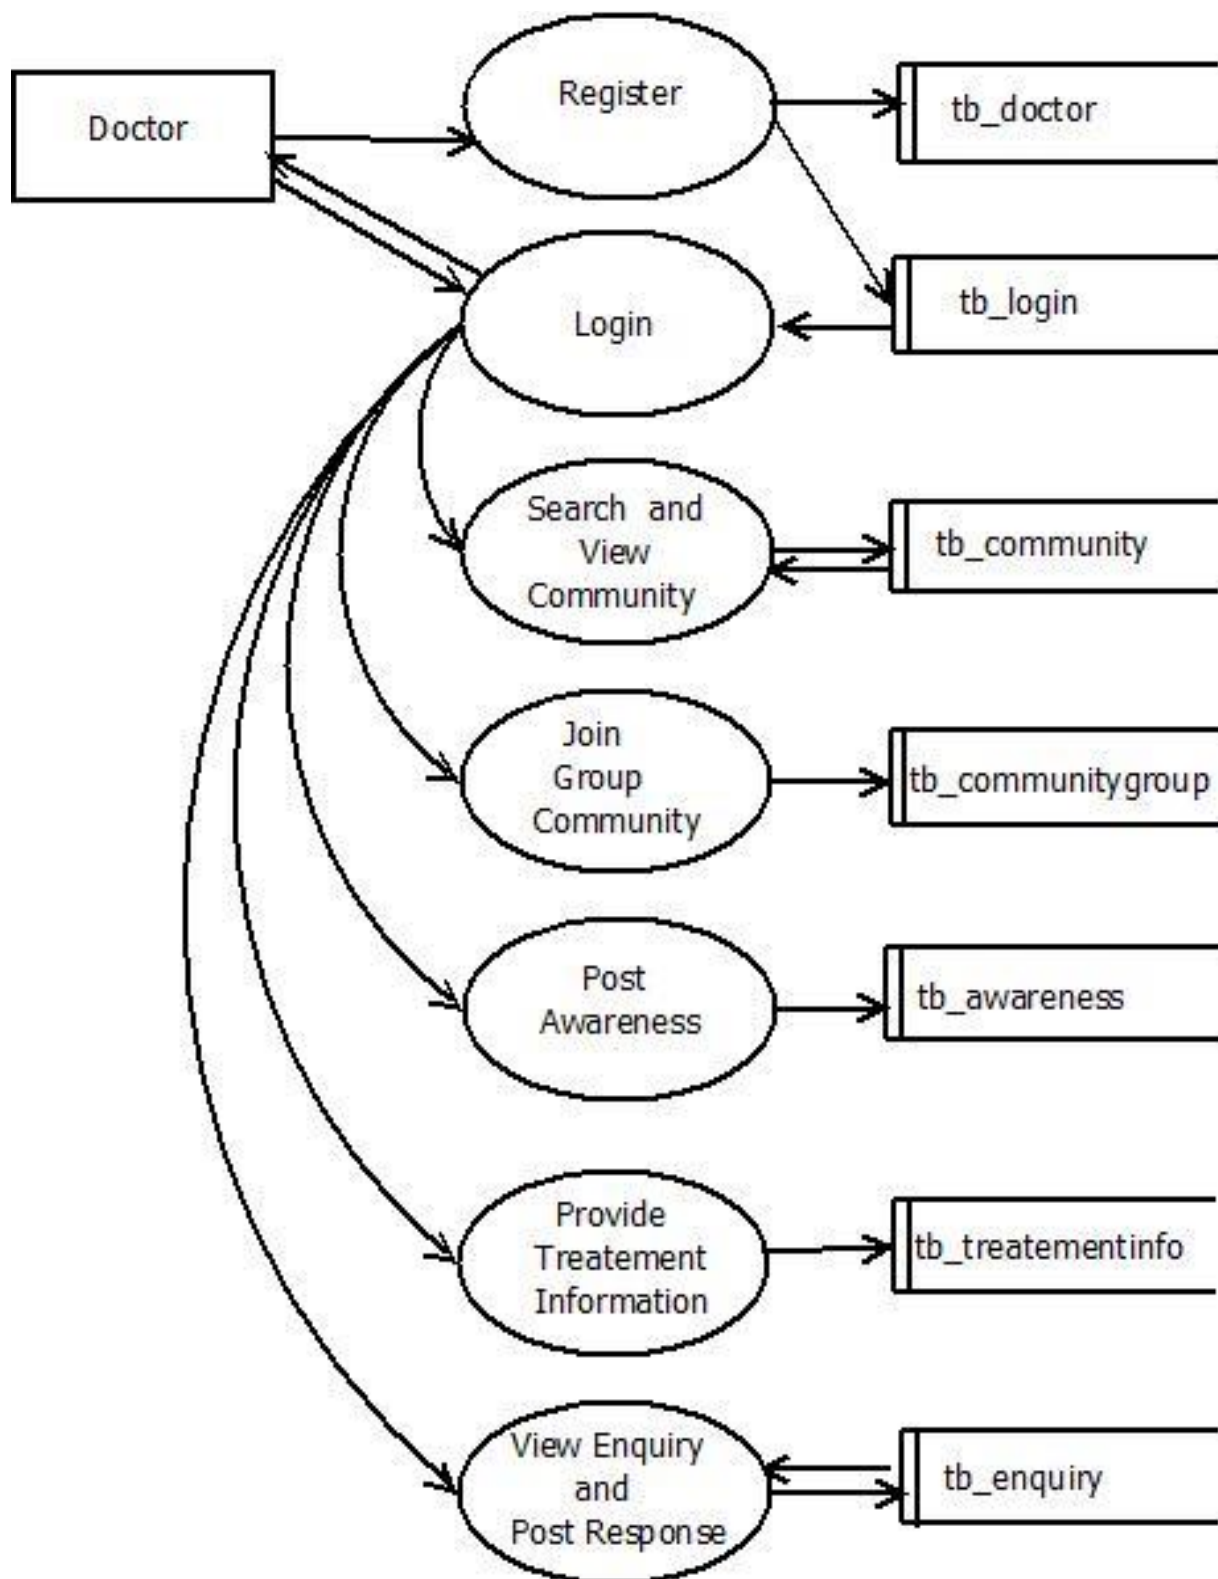 Doctor
Register
tb_doctor
Login
tb_login
Search and
View
Community
tb_community
Join
Group
Community
tb_communitygroup
Post
Awareness
tb_awareness
Provide
Treatement
Information
tb_treatementinfo
View Enquiry
and
Post Response
tb_enquiry